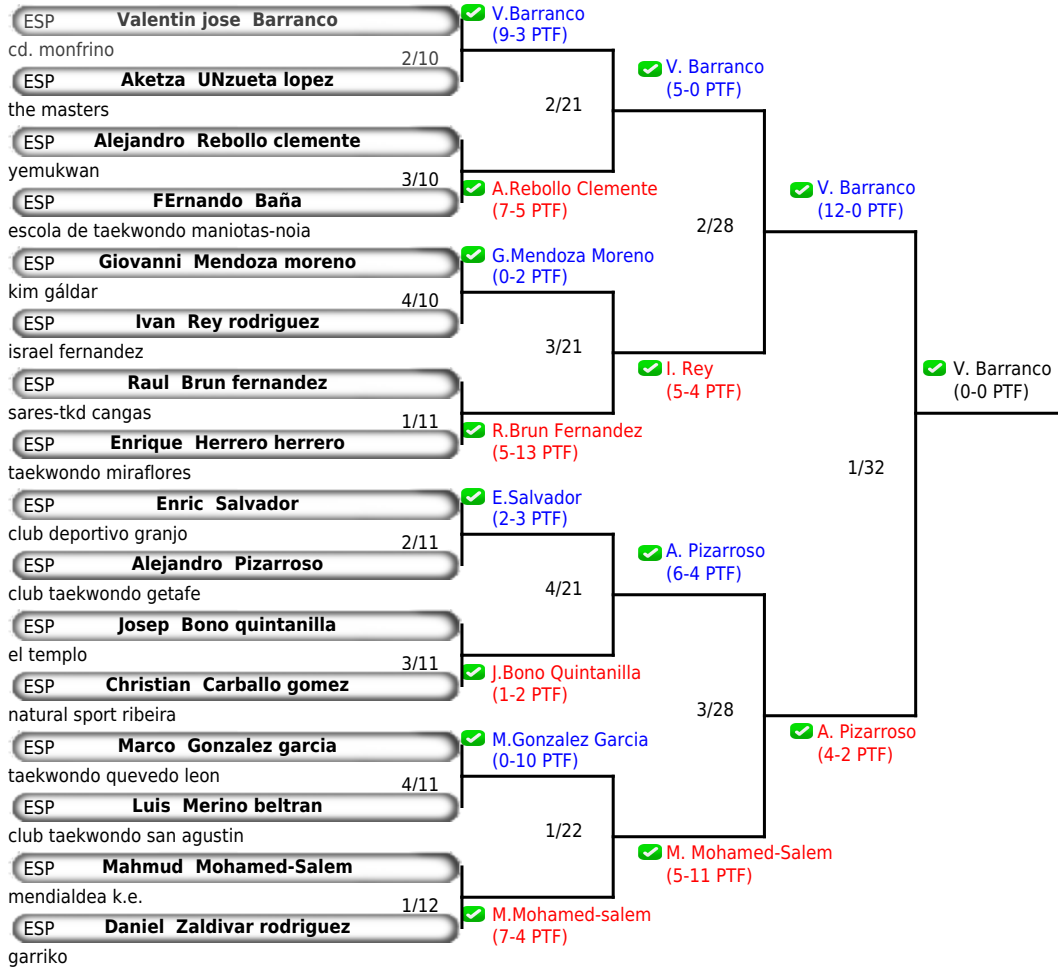 ESP Valentin jose Barranco
cd. monfrino
2/10
ESP Aketza UNzueta lopez
the masters
ESP Alejandro Rebollo clemente
yemukwan
3/10
ESP FErnando Baña
escola de taekwondo maniotas-noia
ESP Giovanni Mendoza moreno
kim gáldar
4/10
ESP Ivan Rey rodriguez
israel fernandez
ESP Raul Brun fernandez
sares-tkd cangas
1/11
ESP Enrique Herrero herrero
taekwondo miraflores
ESP Enric Salvador
club deportivo granjo
2/11
ESP Alejandro Pizarroso
club taekwondo getafe
ESP Josep Bono quintanilla
el templo
3/11
ESP Christian Carballo gomez
natural sport ribeira
ESP Marco Gonzalez garcia
taekwondo quevedo leon
4/11
ESP Luis Merino beltran
club taekwondo san agustin
ESP Mahmud Mohamed-Salem
mendialdea k.e.
1/12
ESP Daniel Zaldivar rodriguez
garriko
V.Barranco
(9-3 PTF)
2/21
A.Rebollo Clemente
(7-5 PTF)
G.Mendoza Moreno
(0-2 PTF)
3/21
R.Brun Fernandez
(5-13 PTF)
E.Salvador
(2-3 PTF)
4/21
J.Bono Quintanilla
(1-2 PTF)
M.Gonzalez Garcia
(0-10 PTF)
1/22
M.Mohamed-salem
(7-4 PTF)
V. Barranco
(5-0 PTF)
2/28
I. Rey
(5-4 PTF)
A. Pizarroso
(6-4 PTF)
3/28
M. Mohamed-Salem
(5-11 PTF)
V. Barranco
(12-0 PTF)
1/32
A. Pizarroso
(4-2 PTF)
V. Barranco
(0-0 PTF)